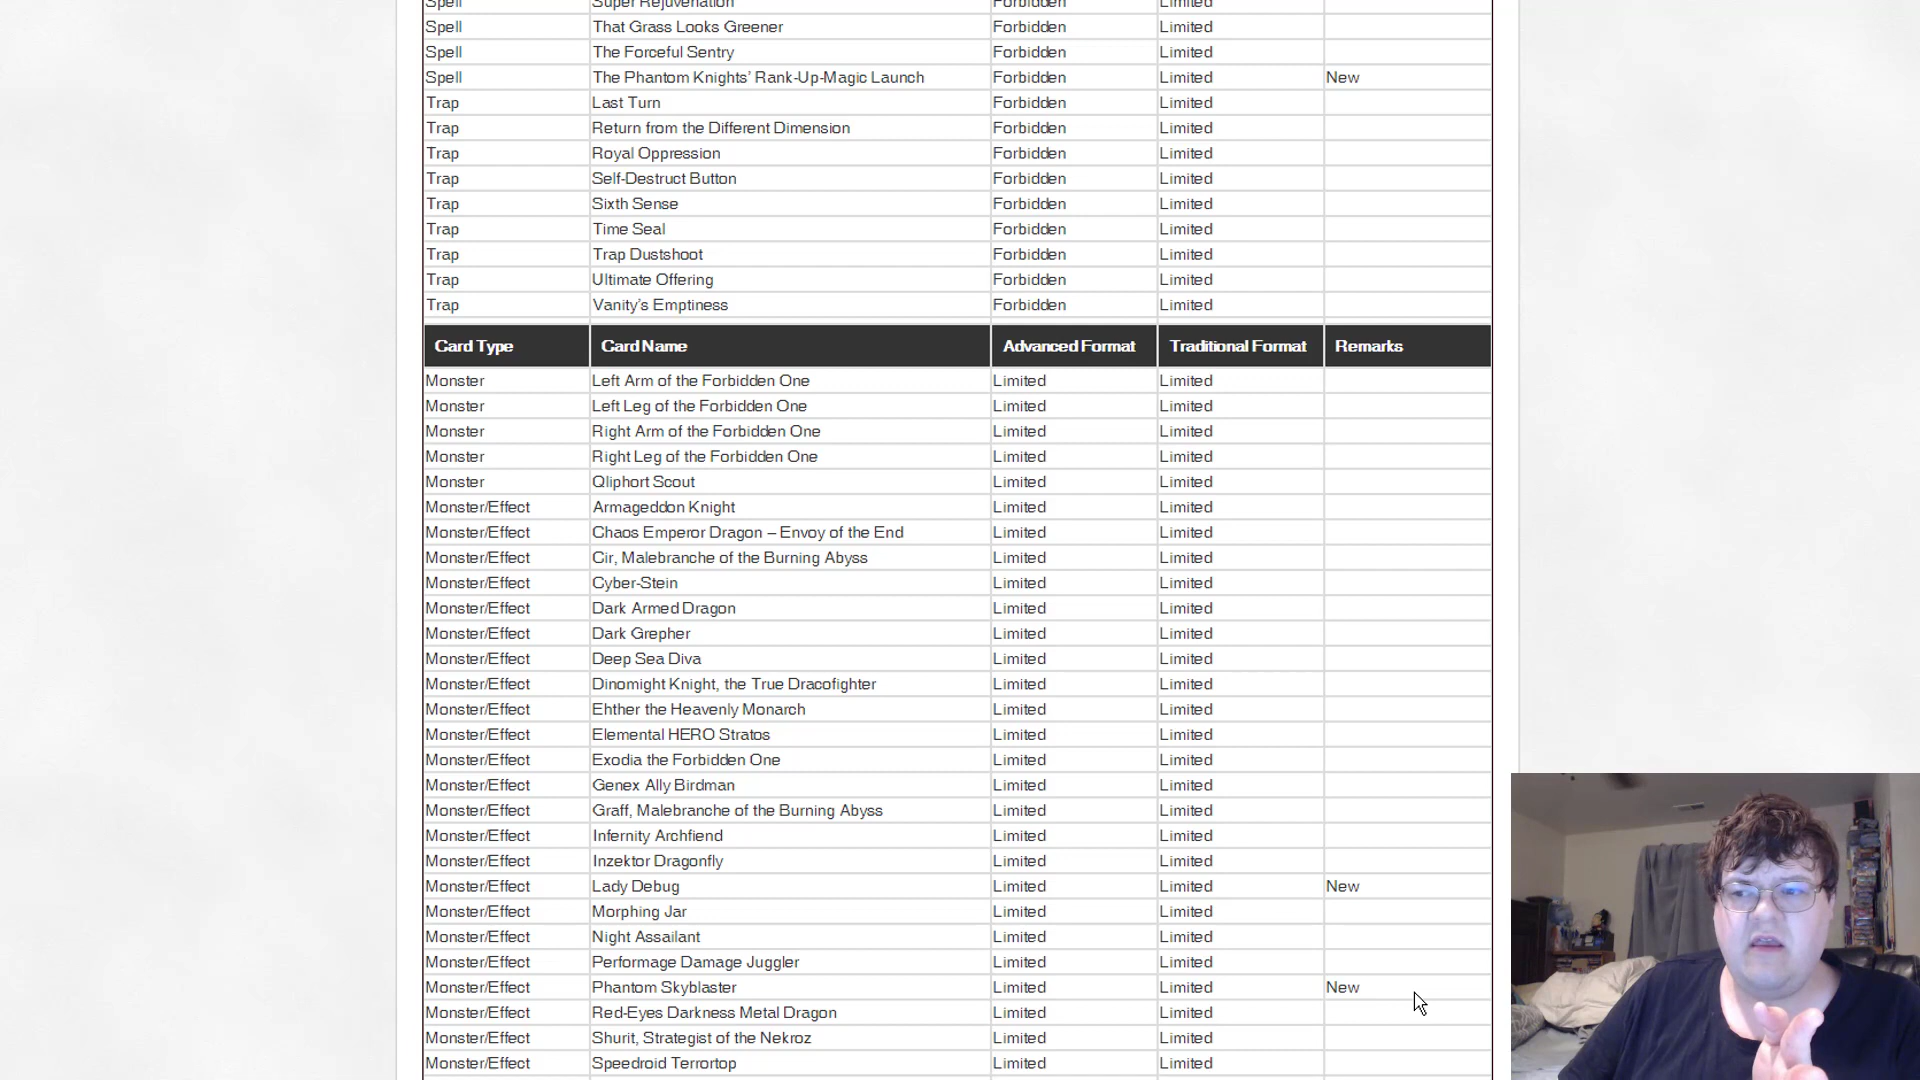 Spell Super Rejuvenation Forbidden Limited
Spell That Grass Looks Greener Forbidden Limited
Spell The Forceful Sentry Forbidden Limited
Spell The Phantom Knights’ Rank-Up-Magic Launch Forbidden Limited New
Trap Last Turn Forbidden Limited
Trap Return from the Different Dimension Forbidden Limited
Trap Royal Oppression Forbidden Limited
Trap Self-Destruct Button Forbidden Limited
Trap Sixth Sense Forbidden Limited
Trap Time Seal Forbidden Limited
Trap Trap Dustshoot Forbidden Limited
Trap Ultimate Offering Forbidden Limited
Trap Vanity’s Emptiness Forbidden Limited
Card Type Card Name Advanced Format Traditional Format Remarks
Monster Left Arm of the Forbidden One Limited Limited
Monster Left Leg of the Forbidden One Limited Limited
Monster Right Arm of the Forbidden One Limited Limited
Monster Right Leg of the Forbidden One Limited Limited
Monster Qliphort Scout Limited Limited
Monster/Effect Armageddon Knight Limited Limited
Monster/Effect Chaos Emperor Dragon – Envoy of the End Limited Limited
Monster/Effect Cir, Malebranche of the Burning Abyss Limited Limited
Monster/Effect Cyber-Stein Limited Limited
Monster/Effect Dark Armed Dragon Limited Limited
Monster/Effect Dark Grepher Limited Limited
Monster/Effect Deep Sea Diva Limited Limited
Monster/Effect Dinomight Knight, the True Dracofighter Limited Limited
Monster/Effect Ehther the Heavenly Monarch Limited Limited
Monster/Effect Elemental HERO Stratos Limited Limited
Monster/Effect Exodia the Forbidden One Limited Limited
Monster/Effect Genex Ally Birdman Limited Limited
Monster/Effect Graff, Malebranche of the Burning Abyss Limited Limited
Monster/Effect Infernity Archfiend Limited Limited
Monster/Effect Inzektor Dragonfly Limited Limited
Monster/Effect Lady Debug Limited Limited New
Monster/Effect Morphing Jar Limited Limited
Monster/Effect Night Assailant Limited Limited
Monster/Effect Performage Damage Juggler Limited Limited
Monster/Effect Phantom Skyblaster Limited Limited New
Monster/Effect Red-Eyes Darkness Metal Dragon Limited Limited
Monster/Effect Shurit, Strategist of the Nekroz Limited Limited
Monster/Effect Speedroid Terrortop Limited Limited